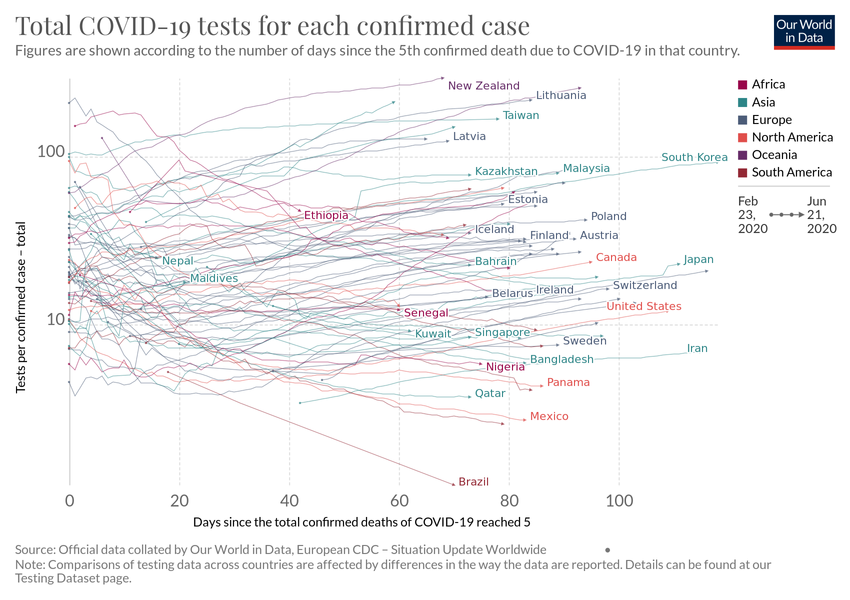 Total COVID-19 tests for each confirmed case
Figures are shown according to the number of days since the 5th confirmed death due to COVID-19 in that country.
Our World
in Data
New Zealand
Lithuania
Taiwan
Latvia
100
South Korea
Kazakhstan
Malaysia
Estonia
Ethiopia
Poland
Iceland
Finland
Austria
Nepal
Bahrain
Canada
Japan
Maldives
Belarus
Ireland
Switzerland
Senegal
United States
10
Kuwait
Singapore
Sweden
Iran
Bangladesh
Nigeria
Panama
Qatar
Mexico
Brazil
Tests per confirmed case – total
0
20
40
60
80
100
Days since the total confirmed deaths of COVID-19 reached 5
Africa
Asia
Europe
North America
Oceania
South America
Feb
23,
2020
Jun
21,
2020
Source: Official data collated by Our World in Data, European CDC – Situation Update Worldwide
Note: Comparisons of testing data across countries are affected by differences in the way the data are reported. Details can be found at our
Testing Dataset page.